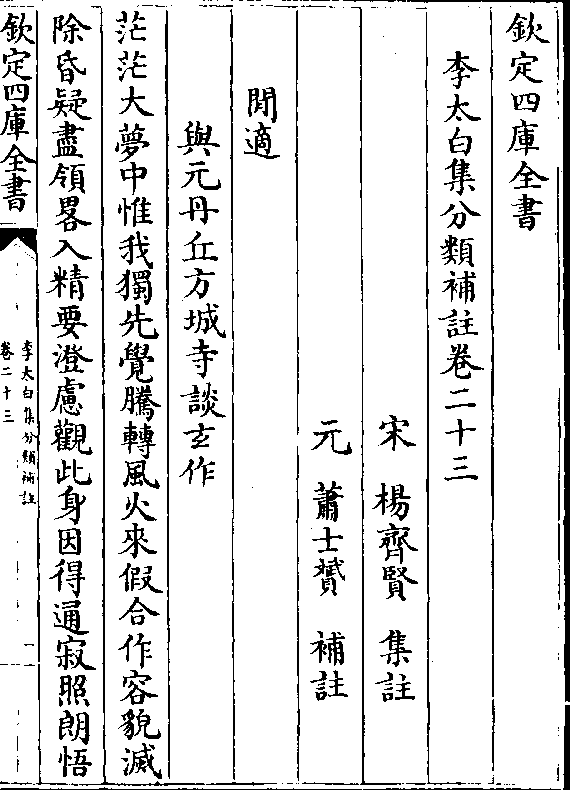 欽定四庫全書
李太白集分類補註卷二十三
宋 楊齊賢 集註
元 蕭士贇 補註
閒適
與元丹丘方城寺談玄作
茫茫大夢中惟我獨先覺騰轉風火來假合作容貌滅
除昏疑盡領畧入精要澄慮觀此身因得通寂照朗悟
欽定四庫全書
李太白集分類補註
卷二十三
一